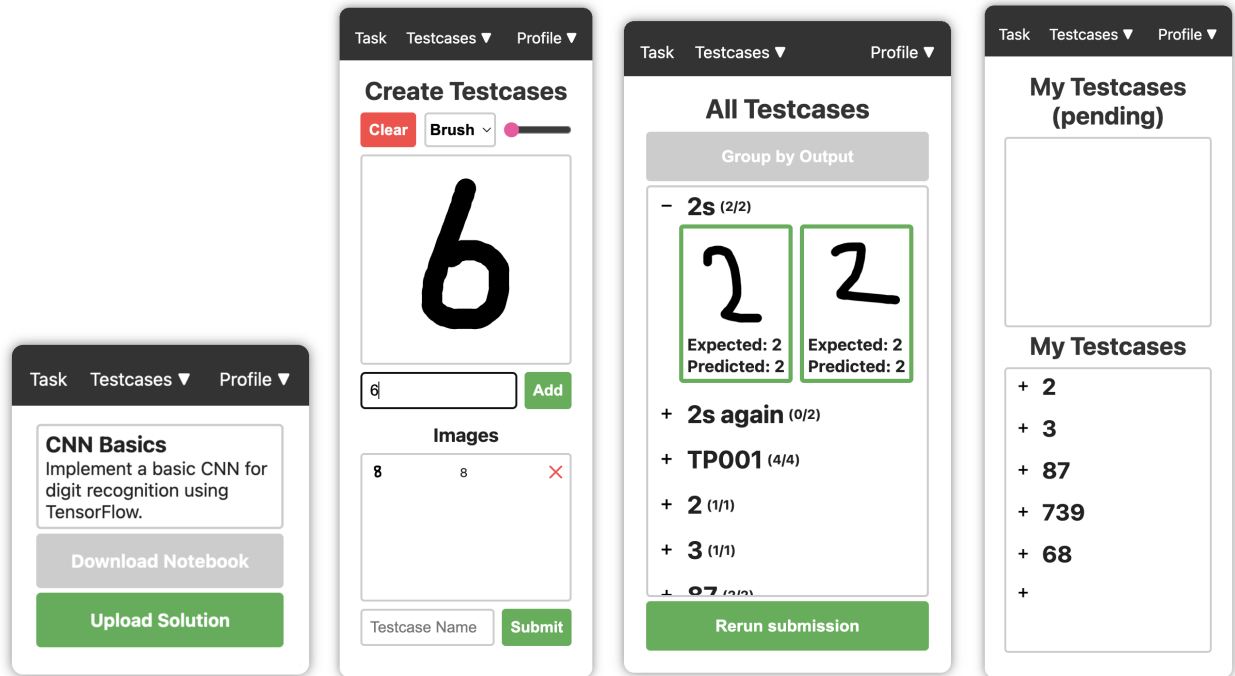 Task Testcases ▼ Profile ▼
CNN Basics
Implement a basic CNN for
digit recognition using
TensorFlow.
Download Notebook
Upload Solution
Task Testcases ▼ Profile ▼
Create Testcases
Clear Brush
6
6
Add
Images
8 8
Testcase Name Submit
Task Testcases ▼ Profile ▼
All Testcases
Group by Output
− 2s (2/2)
2 2
Expected: 2 Expected: 2
Predicted: 2 Predicted: 2
+ 2s again (0/2)
+ TP001 (4/4)
+ 2 (1/1)
+ 3 (1/1)
+ 87
Rerun submission
Task Testcases ▼ Profile ▼
My Testcases
(pending)
My Testcases
+ 2
+ 3
+ 87
+ 739
+ 68
+